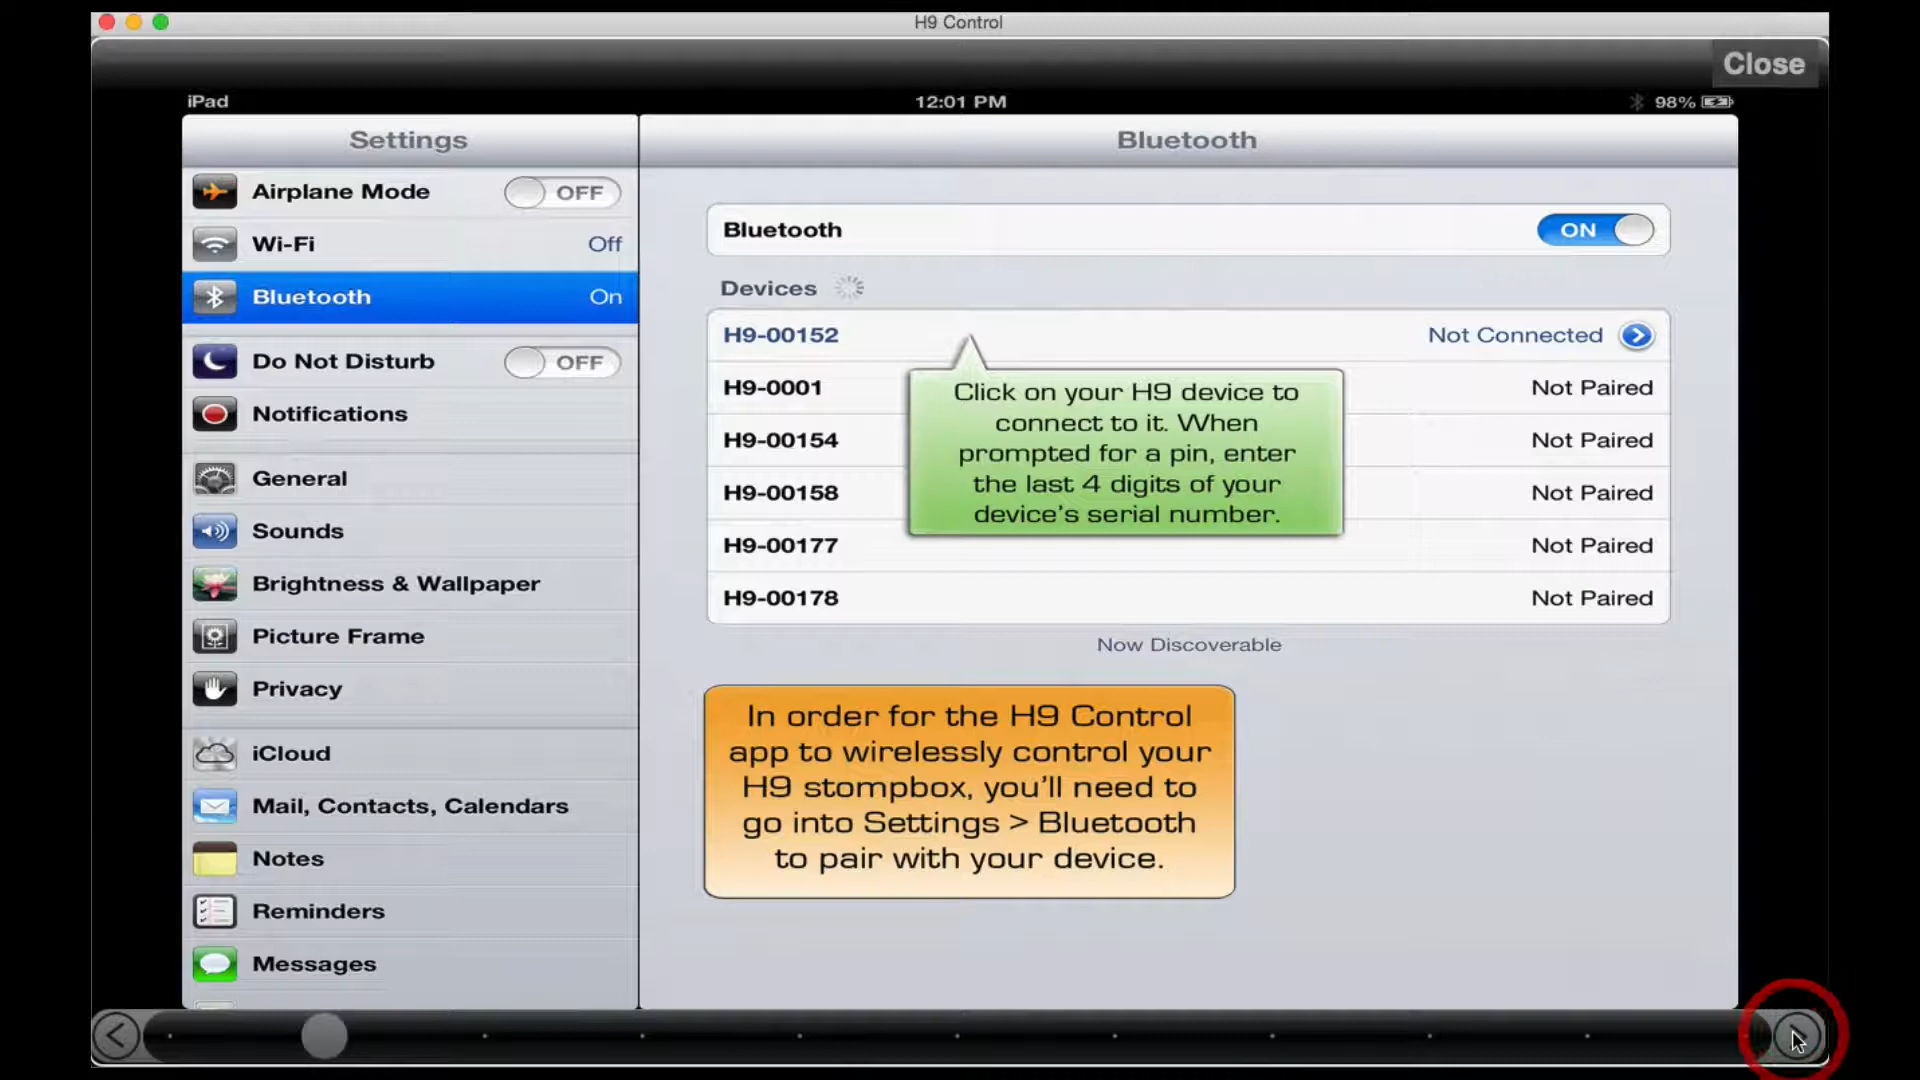 H9 Control
Close
iPad
12:01 PM
98%
Settings
Bluetooth
Airplane Mode OFF
Wi-Fi Off
Bluetooth On
Do Not Disturb OFF
Notifications
General
Sounds
Brightness & Wallpaper
Picture Frame
Privacy
iCloud
Mail, Contacts, Calendars
Notes
Reminders
Messages
Bluetooth ON
Devices
H9-00152 Not Connected
H9-0001 Not Paired
H9-00154 Not Paired
H9-00158 Not Paired
H9-00177 Not Paired
H9-00178 Not Paired
Click on your H9 device to
connect to it. When
prompted for a pin, enter
the last 4 digits of your
device's serial number.
Now Discoverable
In order for the H9 Control
app to wirelessly control your
H9 stompbox, you'll need to
go into Settings > Bluetooth
to pair with your device.